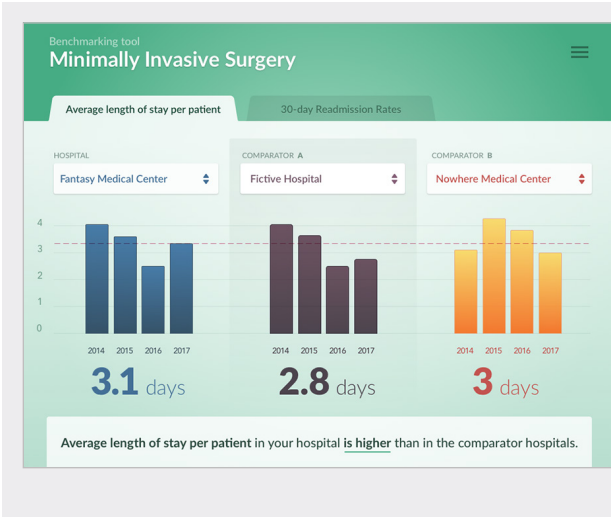 Benchmarking tool
Minimally Invasive Surgery
Average length of stay per patient
30-day Readmission Rates
HOSPITAL
COMPARATOR A
COMPARATOR B
Fantasy Medical Center
Fictive Hospital
Nowhere Medical Center
4
3
2
1
0
2014 2015 2016 2017
2014 2015 2016 2017
2014 2015 2016 2017
3.1 days
2.8 days
3 days
Average length of stay per patient in your hospital is higher than in the comparator hospitals.